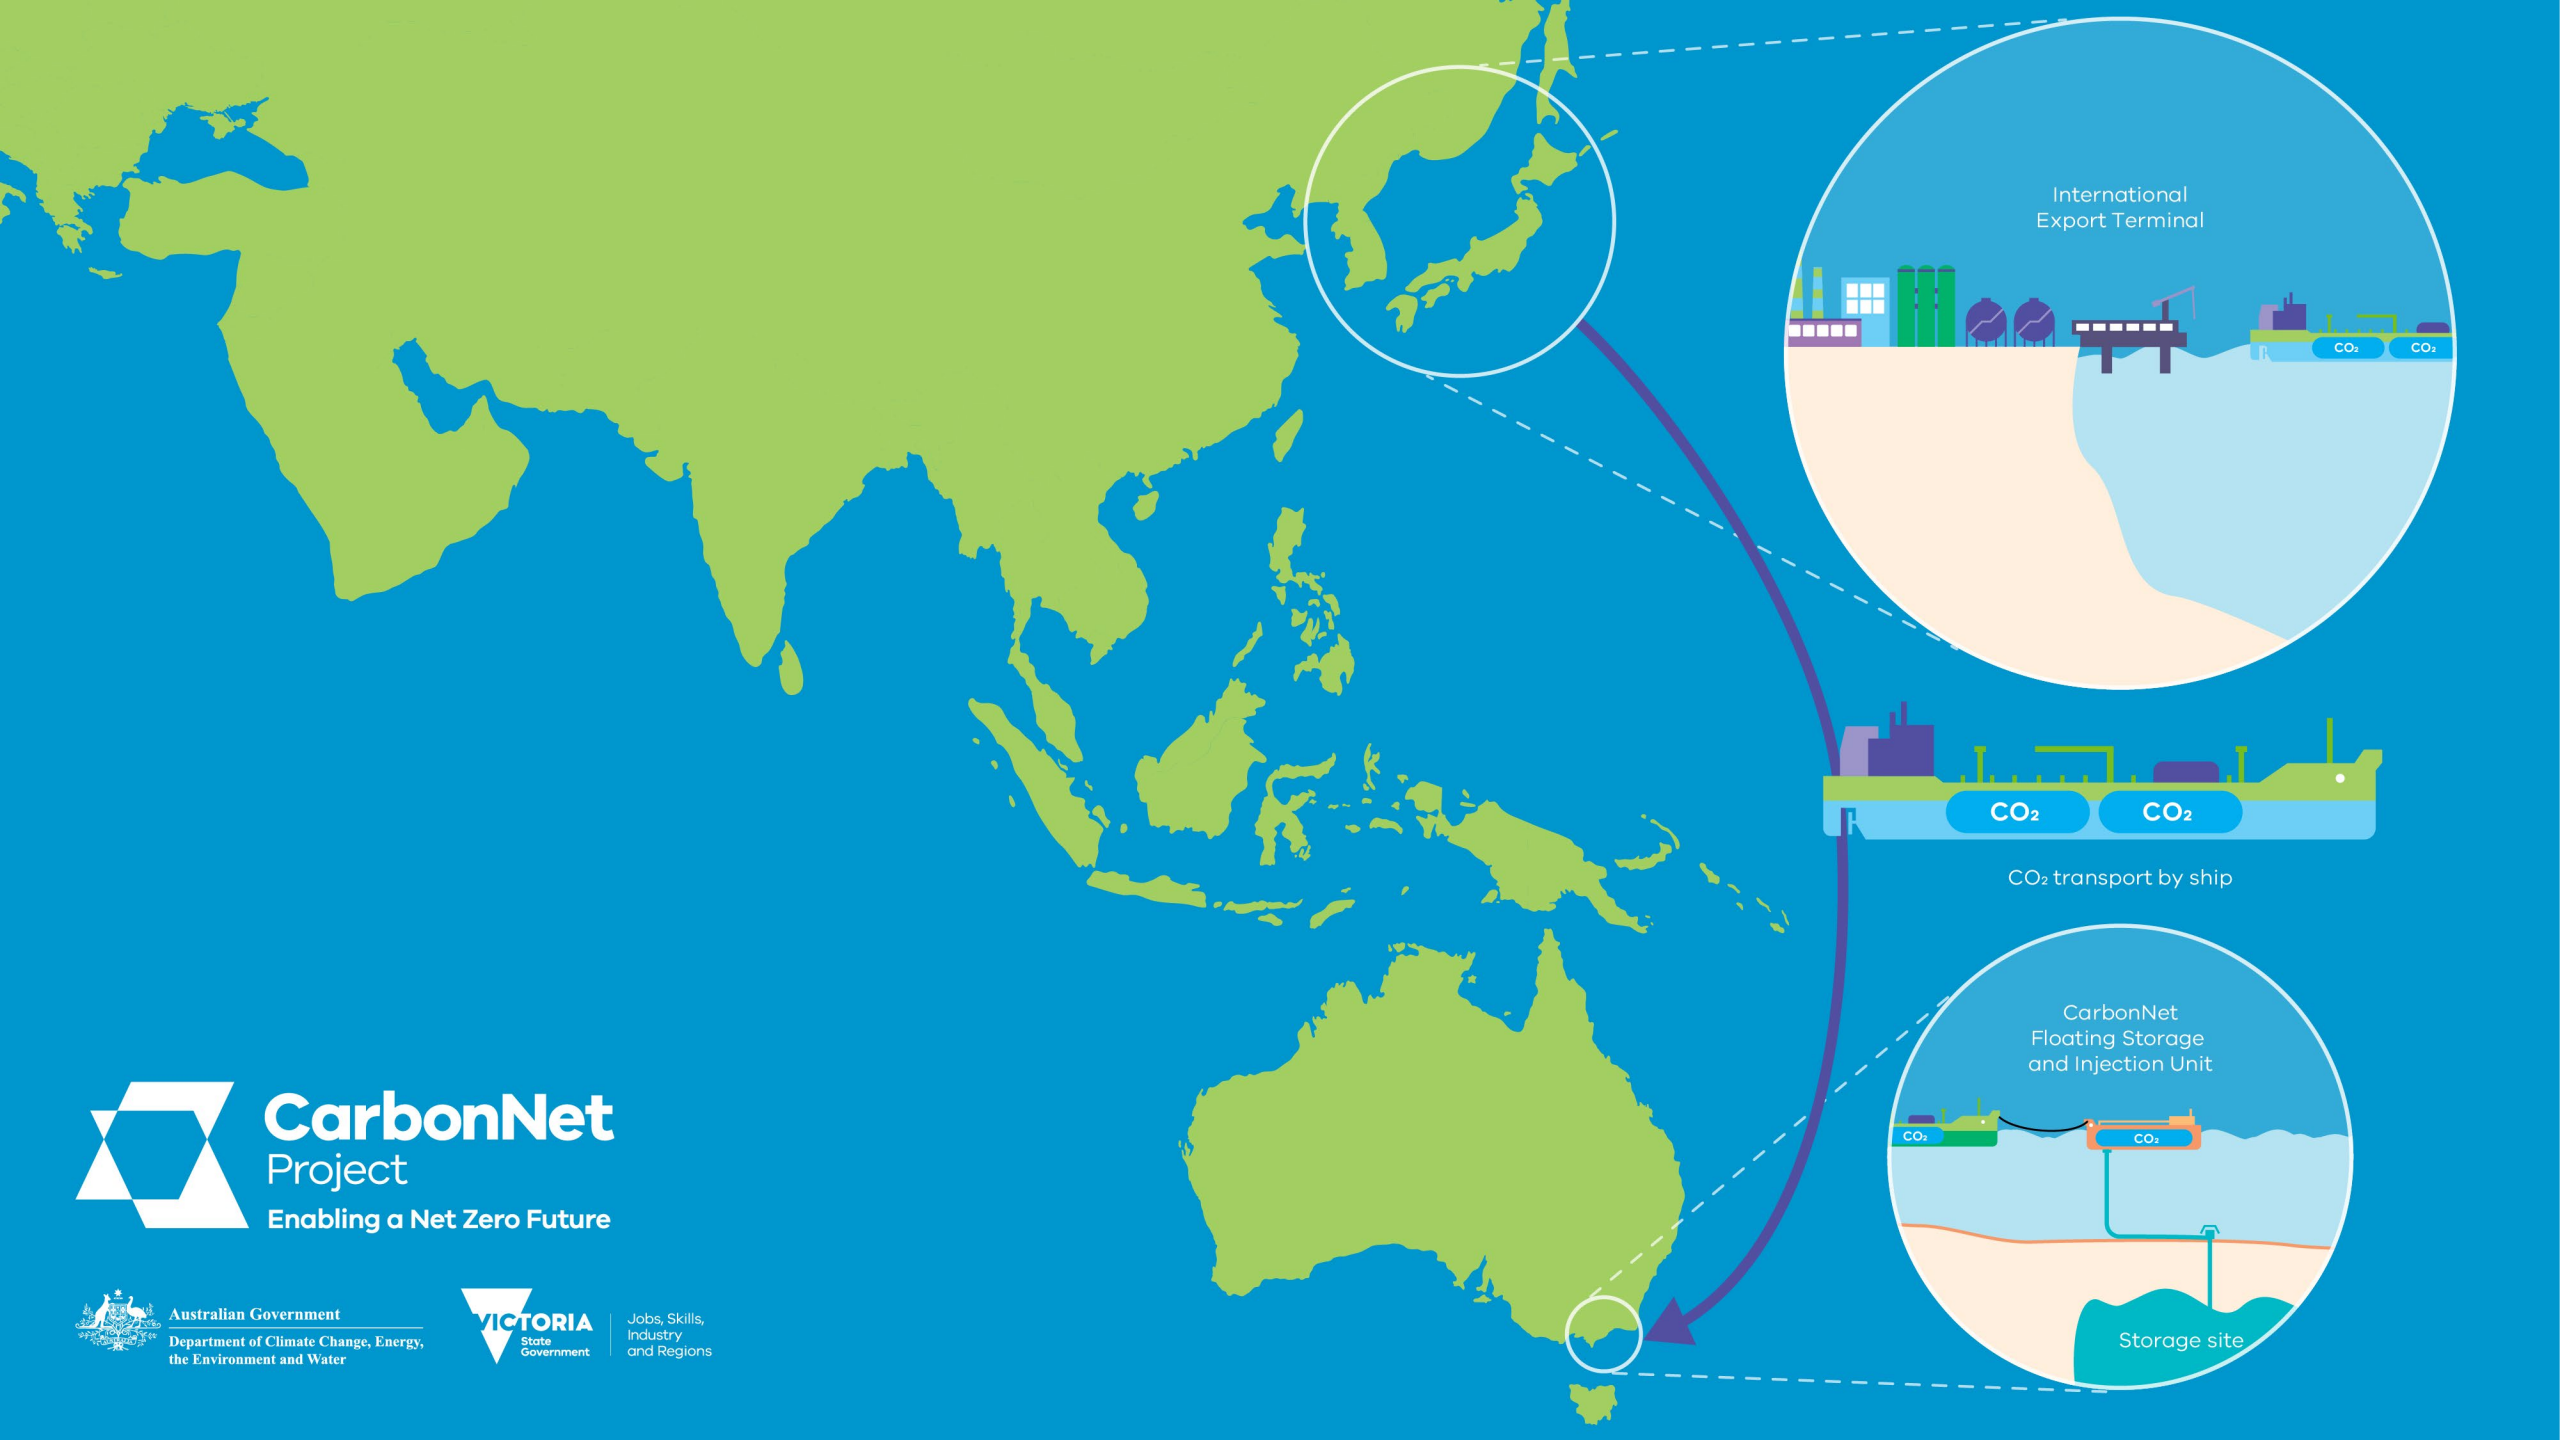 International
Export Terminal
CO₂
CO₂
CO₂
CO₂
CO₂ transport by ship
CarbonNet
Floating Storage
and Injection Unit
CO₂
CO₂
Storage site
CarbonNet
Project
Enabling a Net Zero Future
Australian Government
Department of Climate Change, Energy,
the Environment and Water
VICTORIA
State
Government
Jobs, Skills,
Industry
and Regions